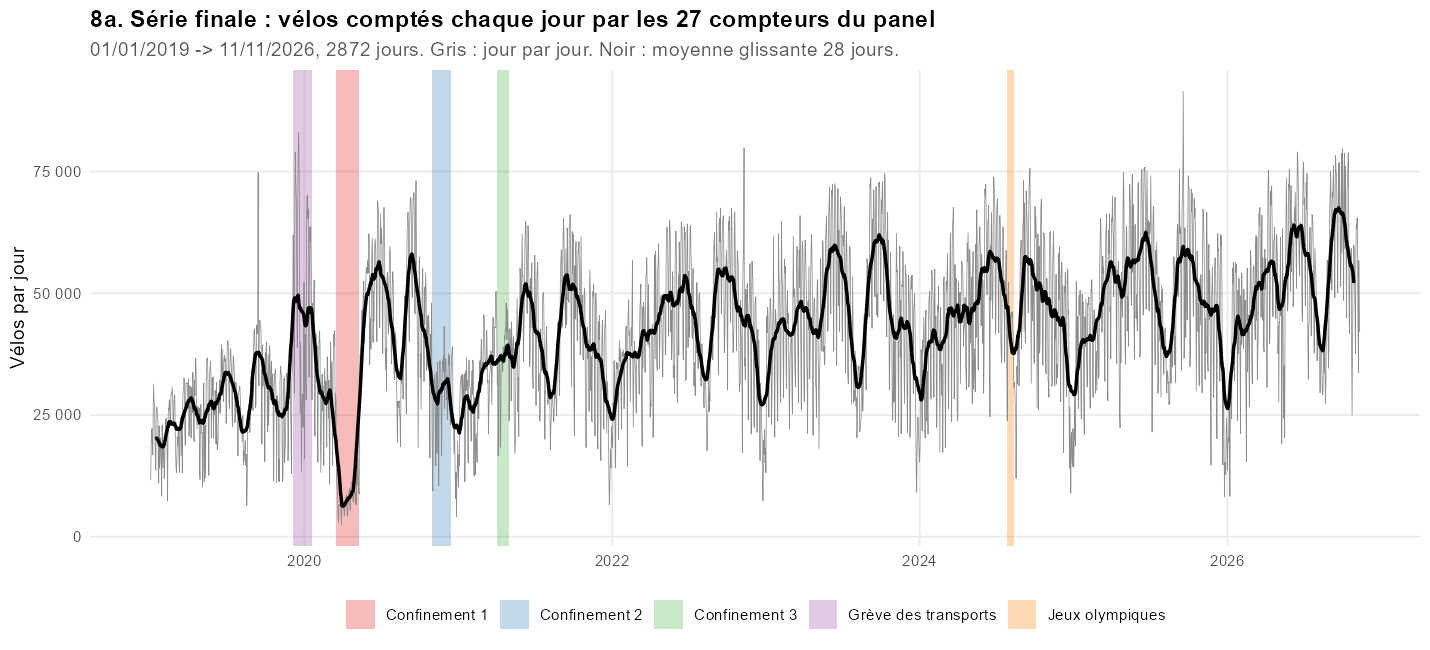 8a. Série finale : vélos comptés chaque jour par les 27 compteurs du panel
01/01/2019 -> 11/11/2026, 2872 jours. Gris : jour par jour. Noir : moyenne glissante 28 jours.
Vélos par jour
75 000
50 000
25 000
0
2020
2022
2024
2026
Confinement 1
Confinement 2
Confinement 3
Grève des transports
Jeux olympiques